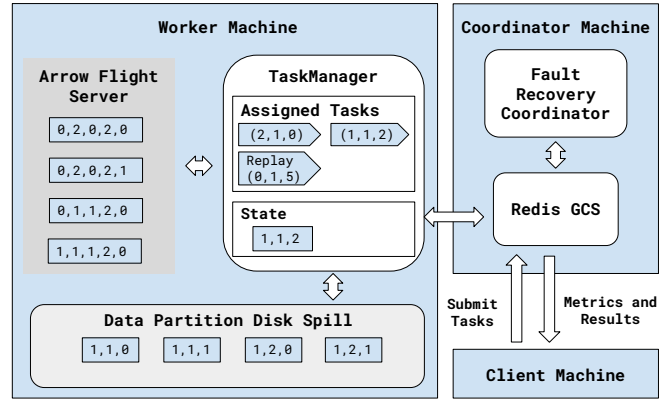 Worker Machine
Arrow Flight
Server
0,2,0,2,0
0,2,0,2,1
0,1,1,2,0
1,1,1,2,0
TaskManager
Assigned Tasks
(2,1,0)
(1,1,2)
Replay
(0,1,5)
State
1,1,2
Data Partition Disk Spill
1,1,0
1,1,1
1,2,0
1,2,1
Coordinator Machine
Fault
Recovery
Coordinator
Redis GCS
Submit
Tasks
Metrics and
Results
Client Machine